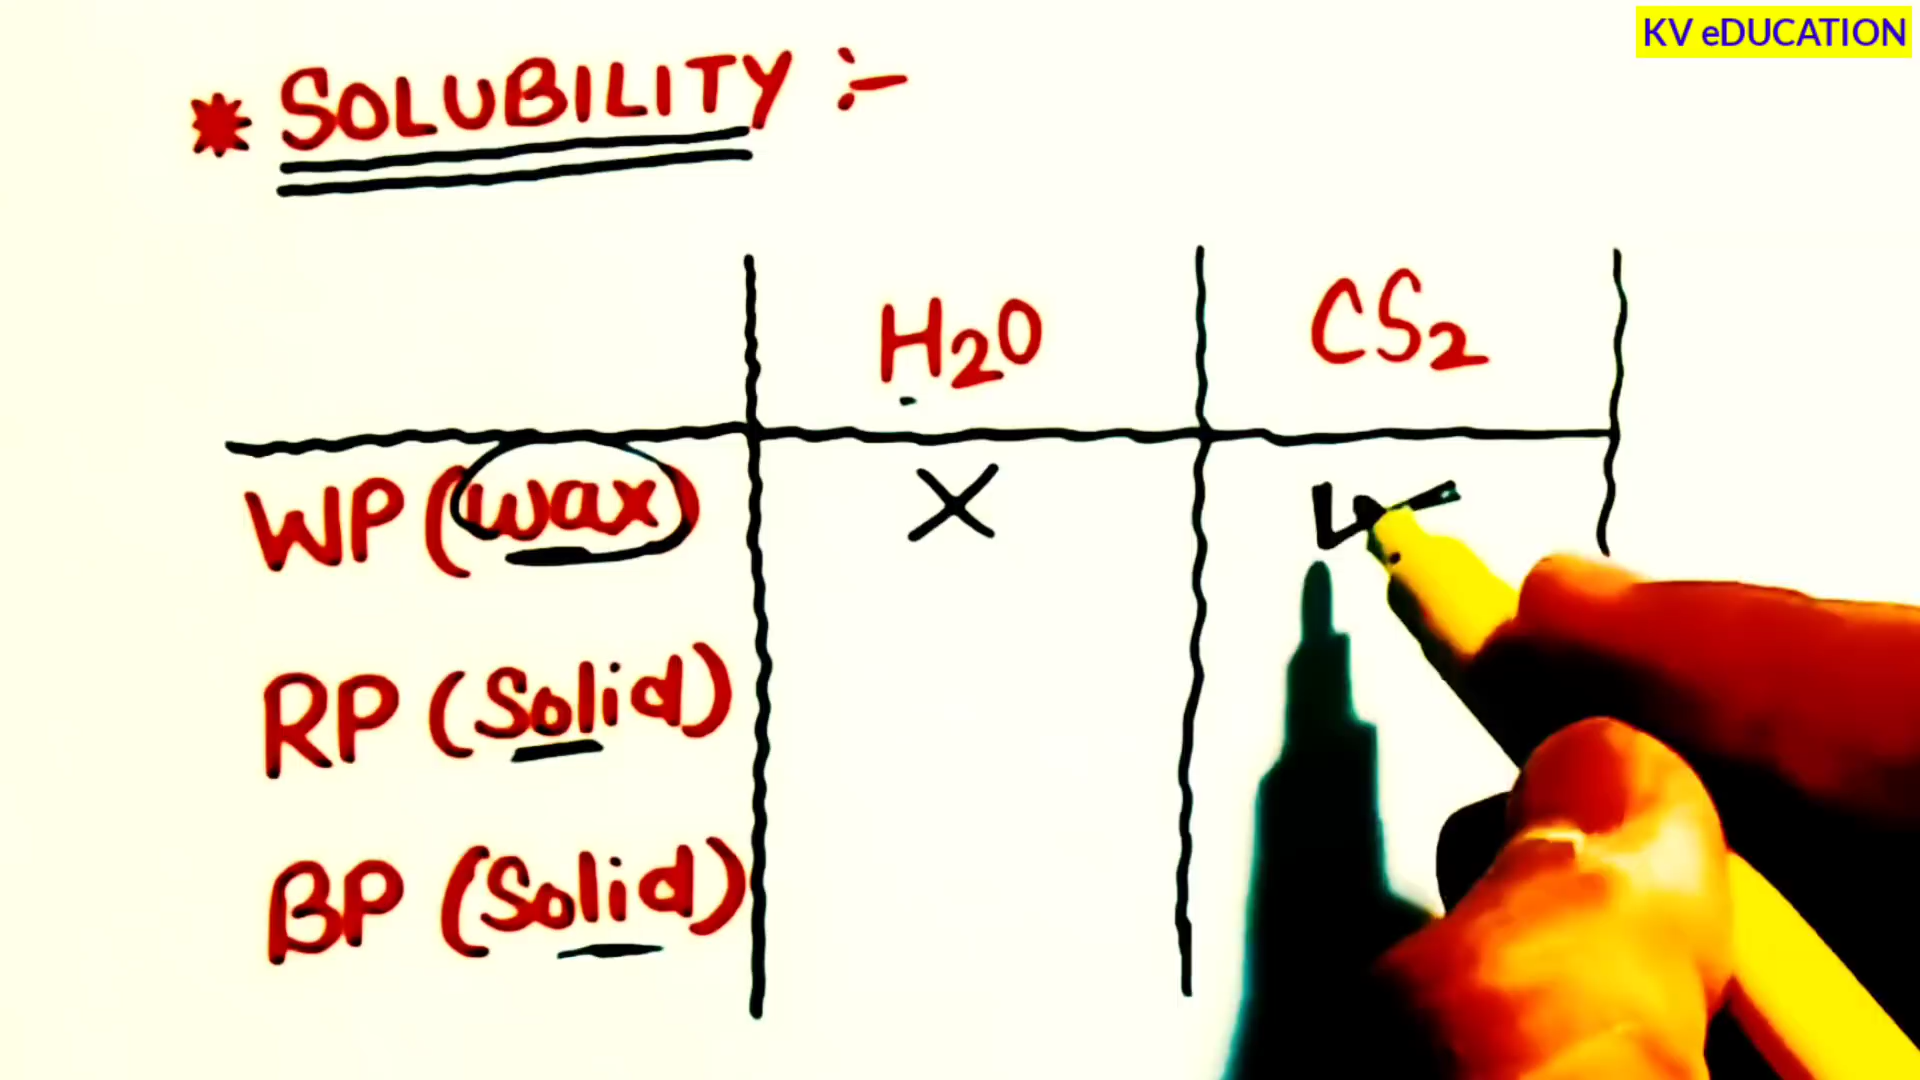 KV eDUCATION
* SOLUBILITY :-
H2O CS2
WP (wax) X ✓
RP (Solid)
BP (Solid)